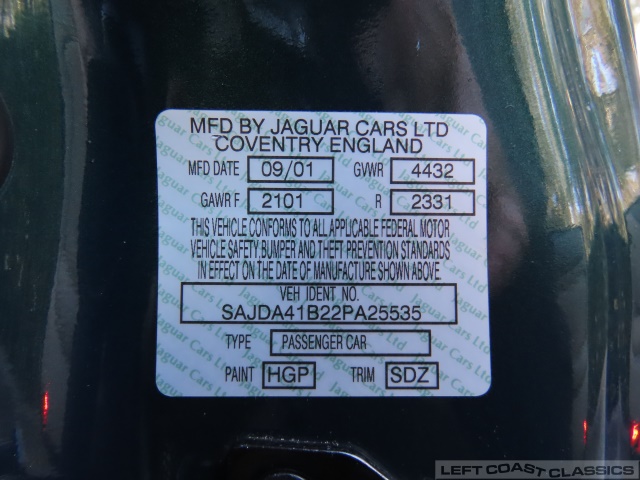 MFD BY JAGUAR CARS LTD
COVENTRY ENGLAND
MFD DATE 09/01 GVWR 4432
GAWR F 2101 R 2331
THIS VEHICLE CONFORMS TO ALL APPLICABLE FEDERAL MOTOR
VEHICLE SAFETY, BUMPER AND THEFT PREVENTION STANDARDS
IN EFFECT ON THE DATE OF MANUFACTURE SHOWN ABOVE.
VEH IDENT NO.
SAJDA41B22PA25535
TYPE PASSENGER CAR
PAINT HGP TRIM SDZ
LEFT COAST CLASSICS